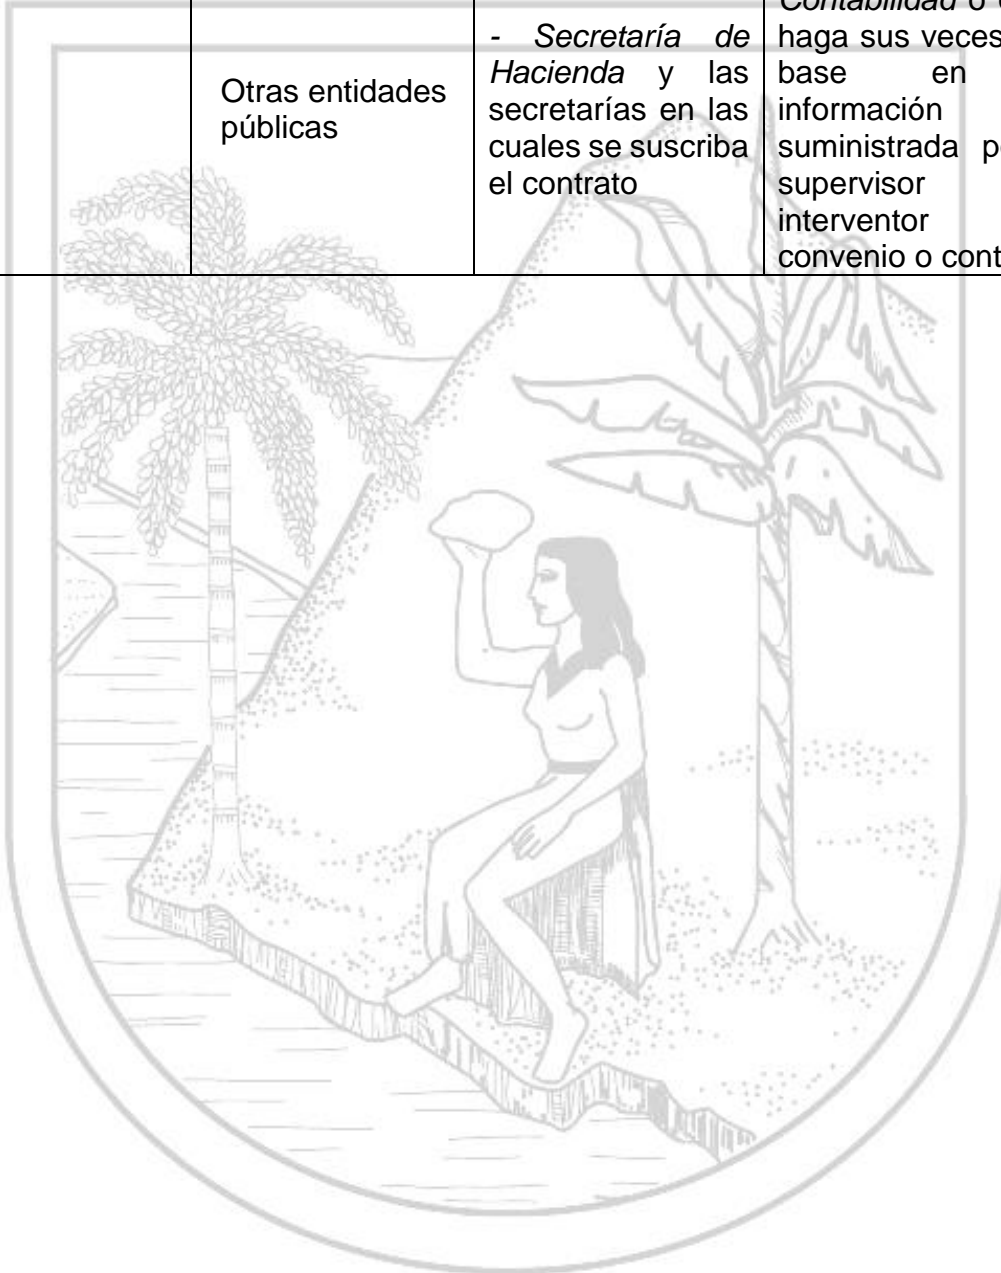 Otras entidades
públicas
- Secretaría de
Hacienda y las
secretarías en las
cuales se suscriba
el contrato
Contabilidad o
haga sus veces
base en
información
suministrada
supervisor
interventor
convenio o